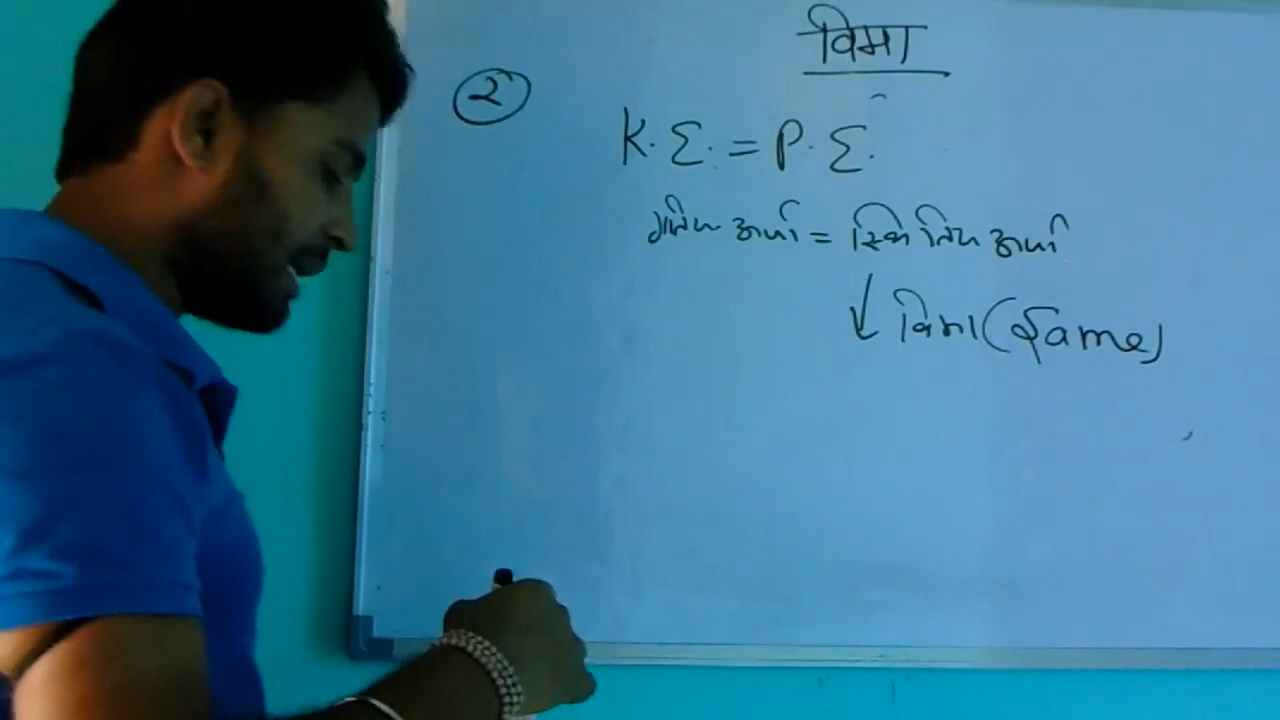 विमा
२
K.E. = P.E.
गतिज ऊर्जा = स्थितिज ऊर्जा
↓ विमा (Same)